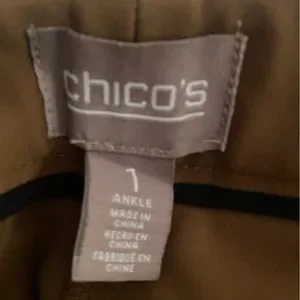 chico's
1
ANKLE
MADE IN
CHINA
HECHO EN
CHINA
FABRIQUÉ EN
CHINE